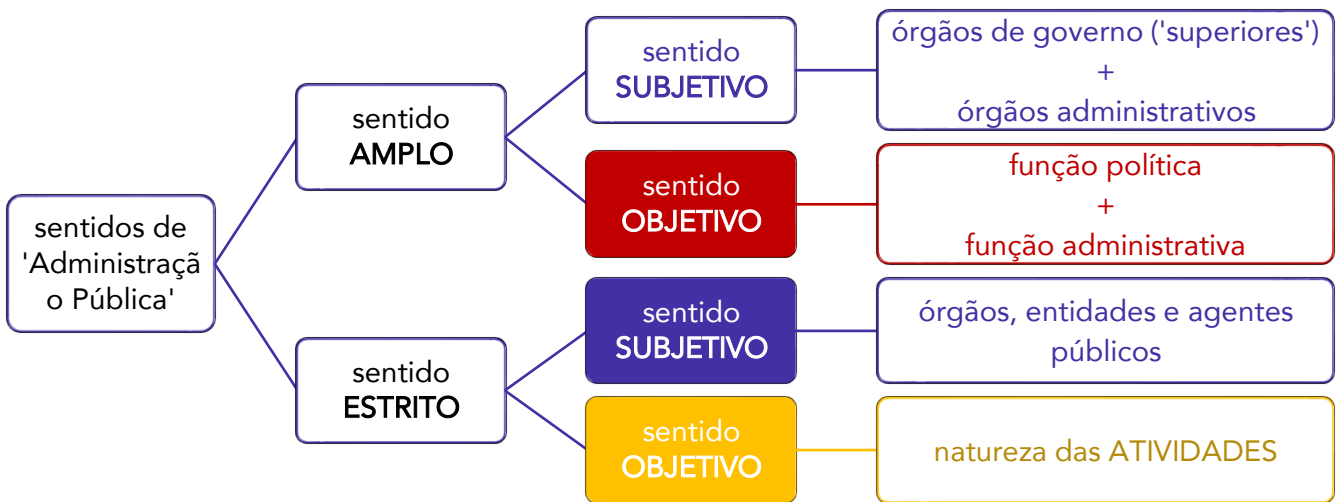 sentidos de
'Administraçã
o Pública'
sentido
AMPLO
sentido
SUBJETIVO
órgãos de governo ('superiores')
+
órgãos administrativos
sentido
OBJETIVO
função política
+
função administrativa
sentido
ESTRITO
sentido
SUBJETIVO
órgãos, entidades e agentes
públicos
sentido
OBJETIVO
natureza das ATIVIDADES